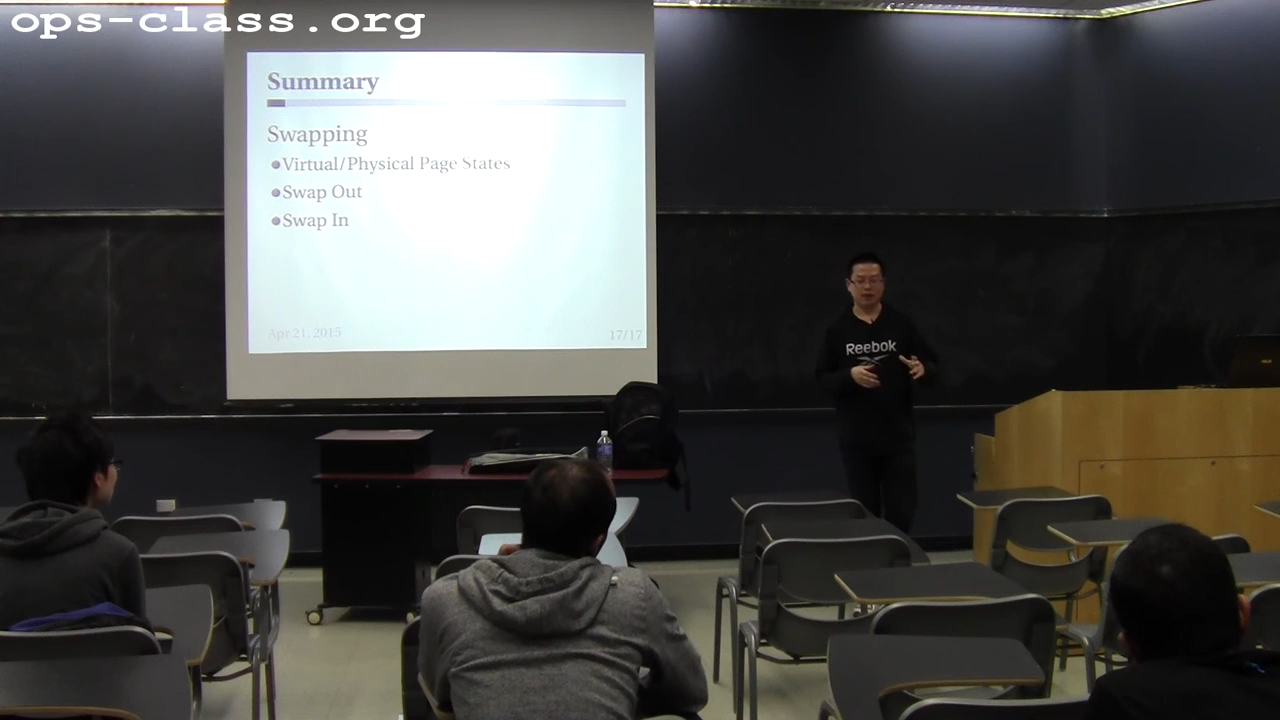 ops-class.org
Summary
Swapping
●Virtual/Physical Page States
●Swap Out
●Swap In
Apr 21, 2015
17/17
Reebok